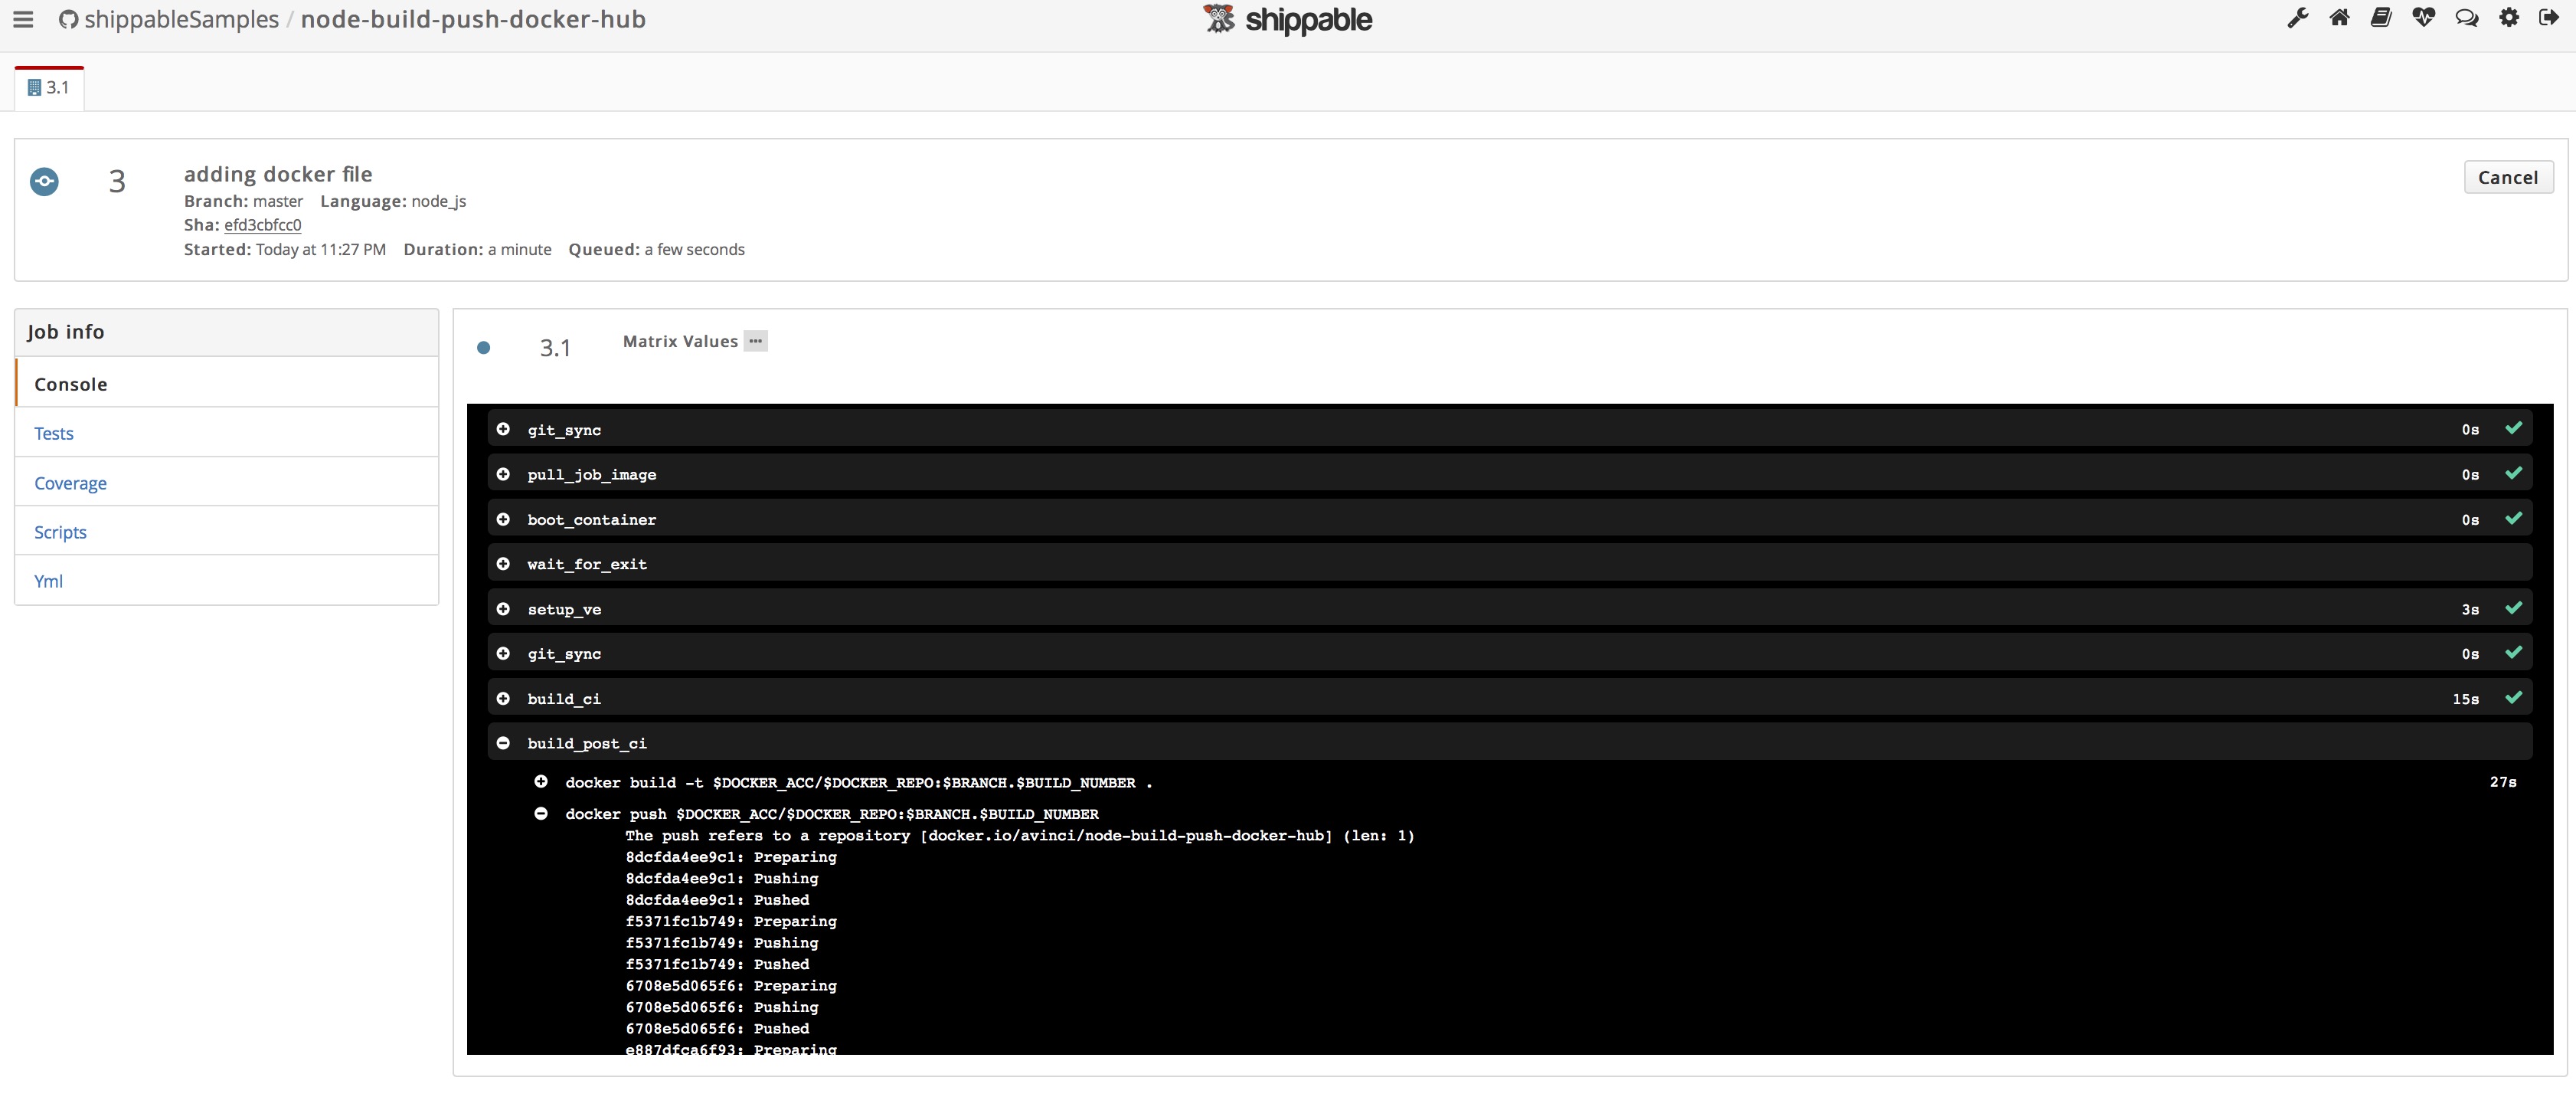 shippableSamples / node-build-push-docker-hub
shippable
3.1
3
adding docker file
Cancel
Branch: master Language: node_js
Sha: efd3cbfcc0
Started: Today at 11:27 PM Duration: a minute Queued: a few seconds
Job info
Console
Tests
Coverage
Scripts
Yml
3.1
Matrix Values ...
git_sync 0s
pull_job_image 0s
boot_container 0s
wait_for_exit
setup_ve 3s
git_sync 0s
build_ci 15s
build_post_ci
docker build -t $DOCKER_ACC/$DOCKER_REPO:$BRANCH.$BUILD_NUMBER . 27s
docker push $DOCKER_ACC/$DOCKER_REPO:$BRANCH.$BUILD_NUMBER
The push refers to a repository [docker.io/avinci/node-build-push-docker-hub] (len: 1)
8dcfda4ee9c1: Preparing
8dcfda4ee9c1: Pushing
8dcfda4ee9c1: Pushed
f5371fc1b749: Preparing
f5371fc1b749: Pushing
f5371fc1b749: Pushed
6708e5d065f6: Preparing
6708e5d065f6: Pushing
6708e5d065f6: Pushed
e887dfca6f93: Preparing